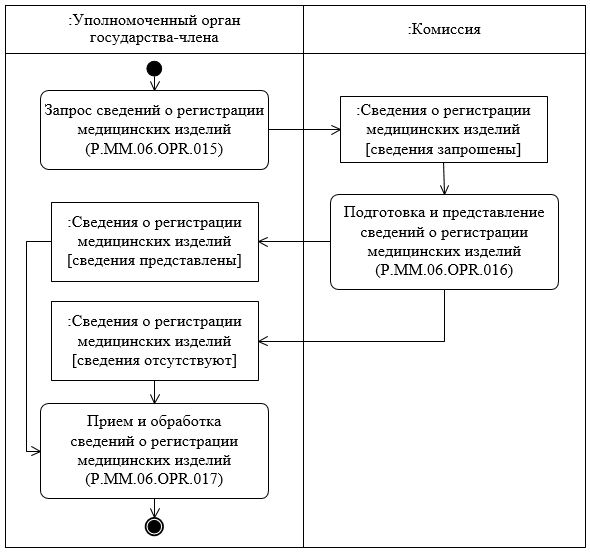 :Уполномоченный орган
государства-члена
:Комиссия
Запрос сведений о регистрации
медицинских изделий
(P.MM.06.OPR.015)
:Сведения о регистрации
медицинских изделий
[сведения запрошены]
Подготовка и представление
сведений о регистрации
медицинских изделий
(P.MM.06.OPR.016)
:Сведения о регистрации
медицинских изделий
[сведения представлены]
:Сведения о регистрации
медицинских изделий
[сведения отсутствуют]
Прием и обработка
сведений о регистрации
медицинских изделий
(P.MM.06.OPR.017)